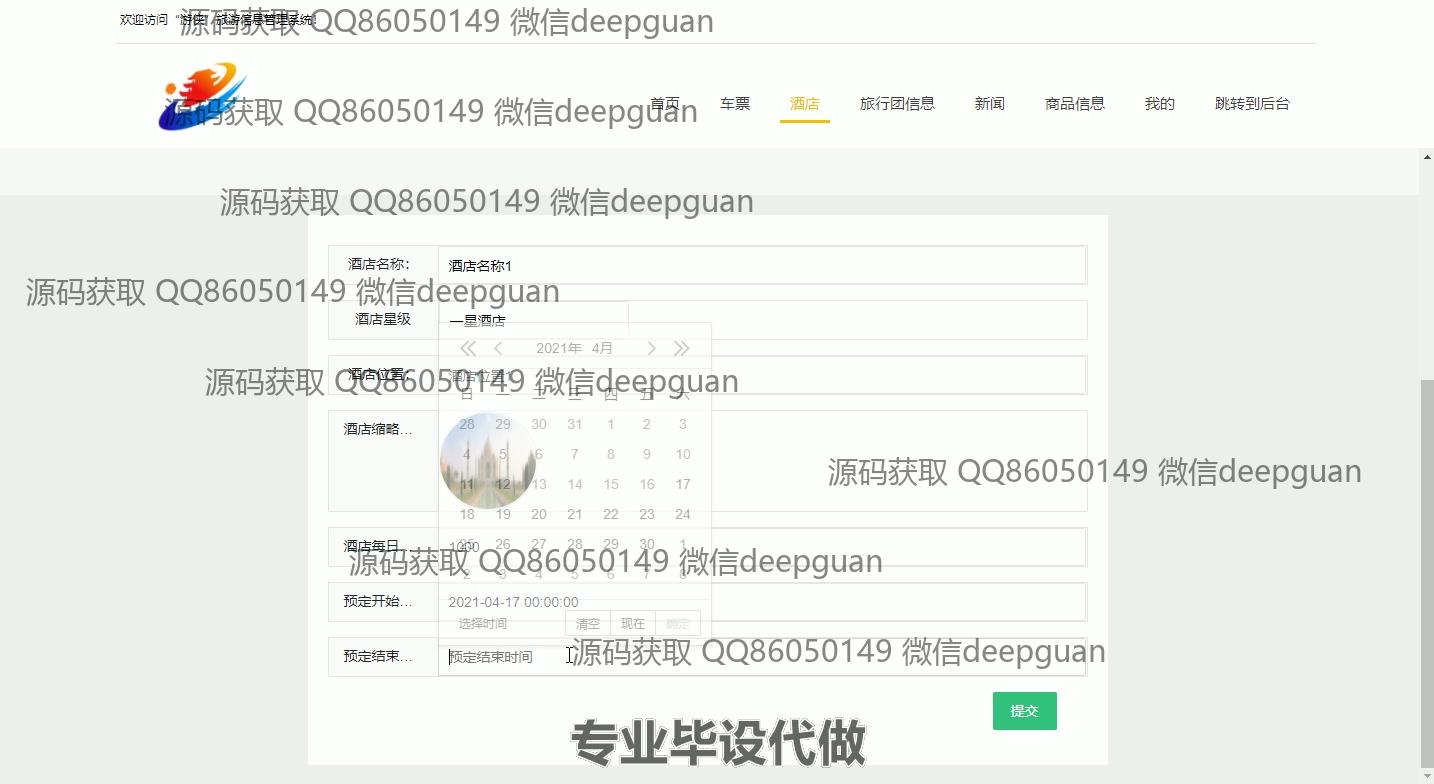 欢迎访问“游侠”旅游信息管理系统！
源码获取 QQ86050149 微信deepguan
源码获取 QQ86050149 微信deepguan
首页 车票 酒店 旅行团信息 新闻 商品信息 我的 跳转到后台
源码获取 QQ86050149 微信deepguan
酒店名称： 酒店名称1
源码获取 QQ86050149 微信deepguan
酒店星级 一星酒店
2021年 4月
酒店位置： 酒店位置1
源码获取 QQ86050149 微信deepguan
日 一 二 三 四 五 六
28 29 30 31 1 2 3
酒店缩略...
4 5 6 7 8 9 10
源码获取 QQ86050149 微信deepguan
11 12 13 14 15 16 17
18 19 20 21 22 23 24
25 26 27 28 29 30 1
酒店每日... 1000
源码获取 QQ86050149 微信deepguan
2 3 4 5 6 7 8
预定开始... 2021-04-17 00:00:00
选择时间 清空 现在 确定
源码获取 QQ86050149 微信deepguan
预定结束... 预定结束时间
提交
专业毕设代做